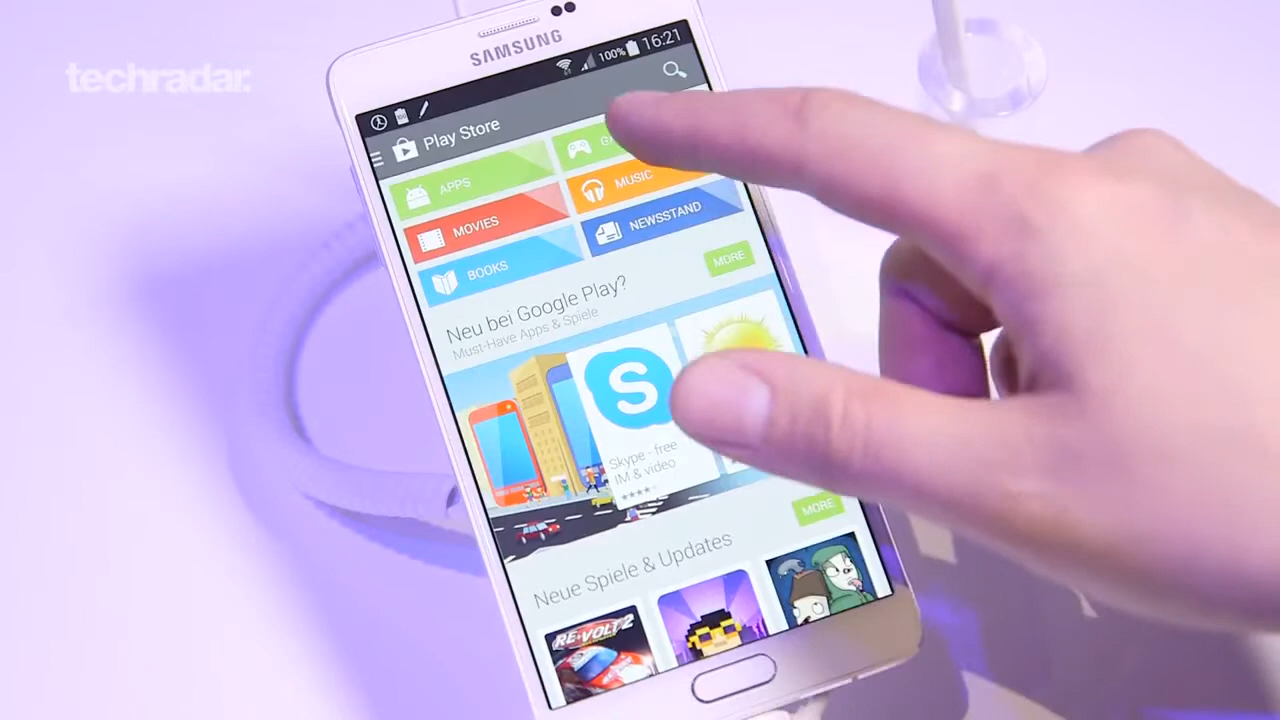 techradar.
SAMSUNG
100% 16:21
Play Store
APPS
MOVIES
MUSIC
BOOKS
NEWSSTAND
Neu bei Google Play?
MORE
Must-Have Apps & Spiele
S
Skype - free
IM & video
Neue Spiele & Updates
MORE
RE-VOLT 2